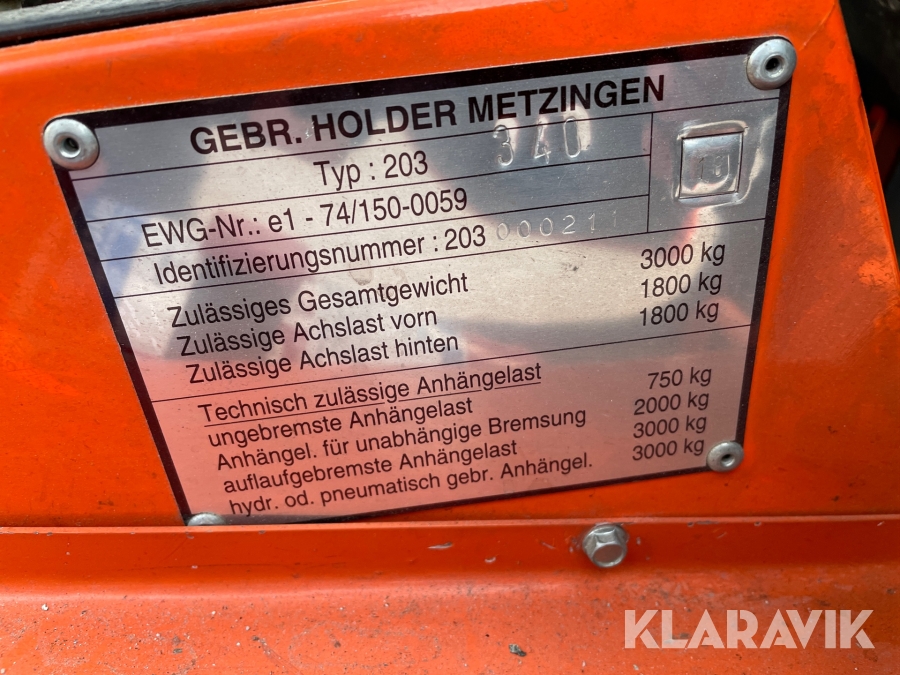 GEBR. HOLDER METZINGEN
Typ : 203 340
EWG-Nr.: e1 - 74/150-0059
Identifizierungsnummer : 203 000211
Zulässiges Gesamtgewicht 3000 kg
Zulässige Achslast vorn 1800 kg
Zulässige Achslast hinten 1800 kg
Technisch zulässige Anhängelast
ungebremste Anhängelast 750 kg
Anhängel. für unabhängige Bremsung 2000 kg
auflaufgebremste Anhängelast 3000 kg
hydr. od. pneumatisch gebr. Anhängel. 3000 kg
KLARAVIK